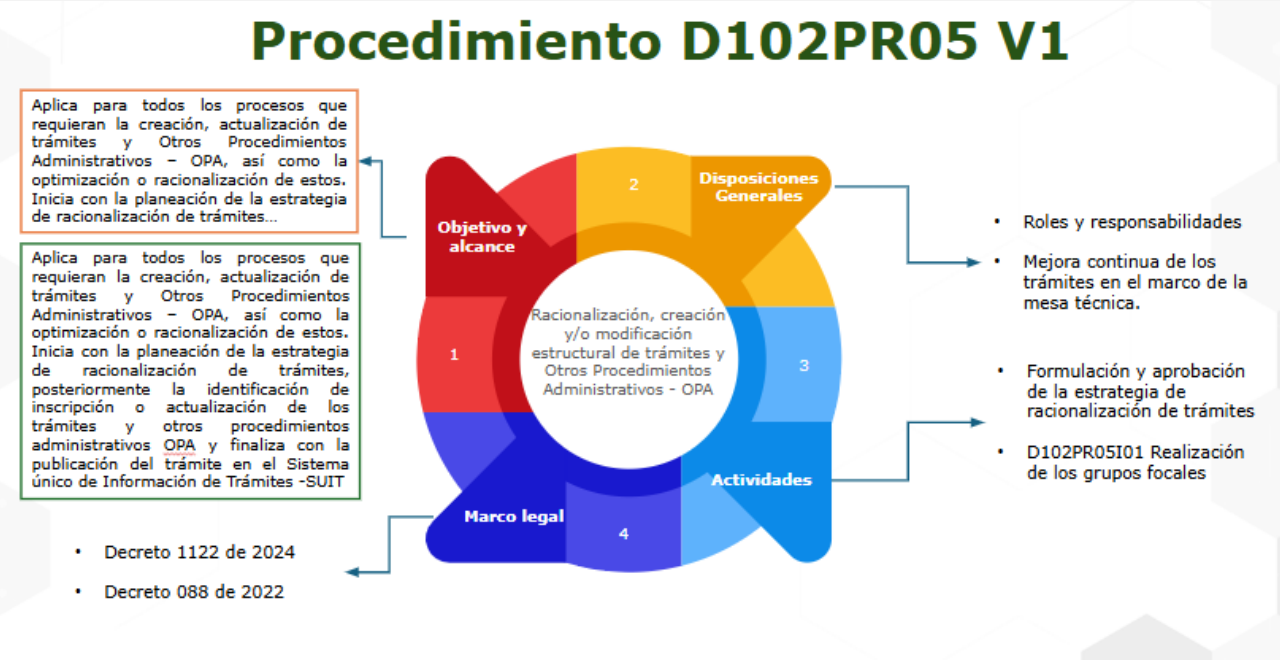 Procedimiento D102PR05 V1
Aplica para todos los procesos que
requieran la creación, actualización de
trámites y Otros Procedimientos
Administrativos – OPA, así como la
optimización o racionalización de estos.
Inicia con la planeación de la estrategia
de racionalización de trámites...
Aplica para todos los procesos que
requieran la creación, actualización de
trámites y Otros Procedimientos
Administrativos – OPA, así como la
optimización o racionalización de estos.
Inicia con la planeación de la estrategia
de racionalización de trámites,
posteriormente la identificación de
inscripción o actualización de los
trámites y otros procedimientos
administrativos OPA y finaliza con la
publicación del trámite en el Sistema
único de Información de Trámites -SUIT
Objetivo y
alcance
1
2
Disposiciones
Generales
3
Actividades
4
Marco legal
Racionalización, creación
y/o modificación
estructural de trámites y
Otros Procedimientos
Administrativos - OPA
• Roles y responsabilidades
• Mejora continua de los
trámites en el marco de la
mesa técnica.
• Formulación y aprobación
de la estrategia de
racionalización de trámites
• D102PR05I01 Realización
de los grupos focales
• Decreto 1122 de 2024
• Decreto 088 de 2022